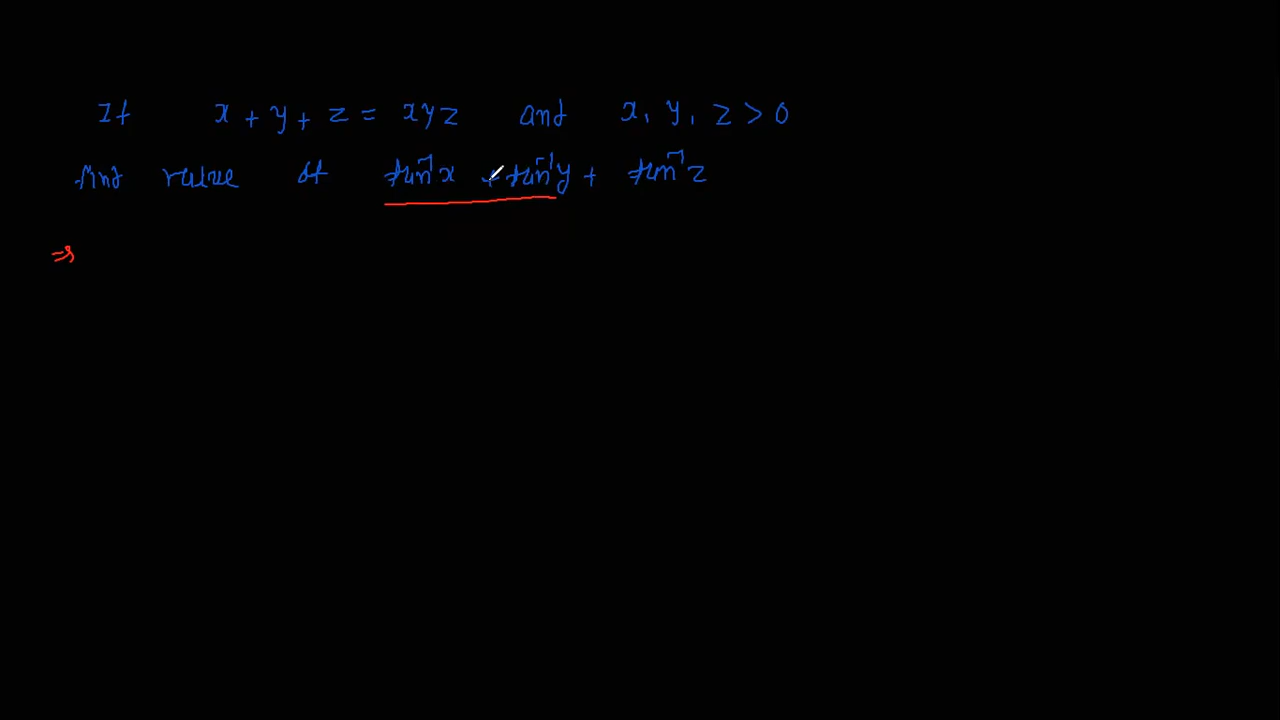 If x + y + z = xyz and x, y, z > 0
find value of tan⁻¹x + tan⁻¹y + tan⁻¹z
⇒